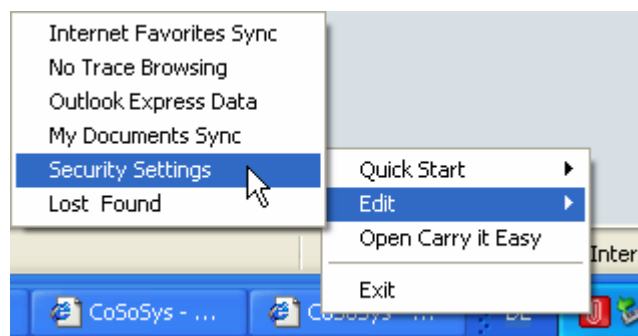 Internet Favorites Sync
No Trace Browsing
Outlook Express Data
My Documents Sync
Security Settings
Lost  Found
Quick Start
Edit
Open Carry it Easy
Exit
Inter
CoSoSys - ...